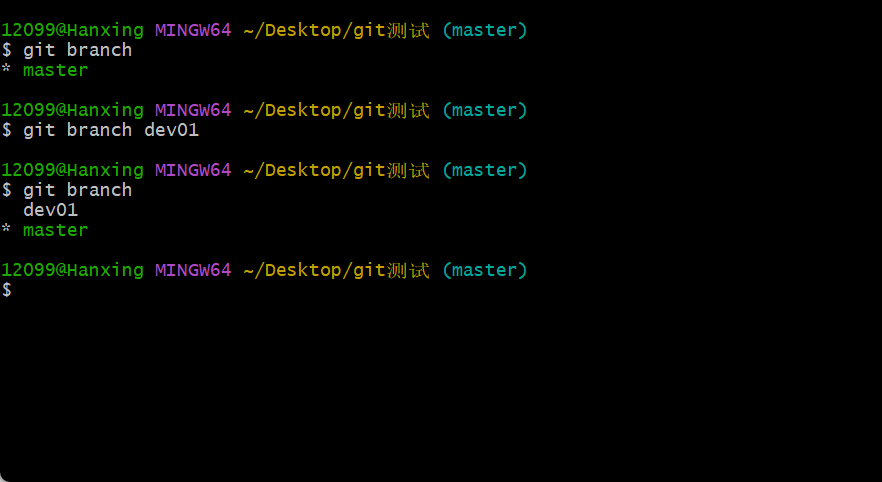 12099@Hanxing MINGW64 ~/Desktop/git测试 (master)
$ git branch
* master
12099@Hanxing MINGW64 ~/Desktop/git测试 (master)
$ git branch dev01
12099@Hanxing MINGW64 ~/Desktop/git测试 (master)
$ git branch
  dev01
* master
12099@Hanxing MINGW64 ~/Desktop/git测试 (master)
$